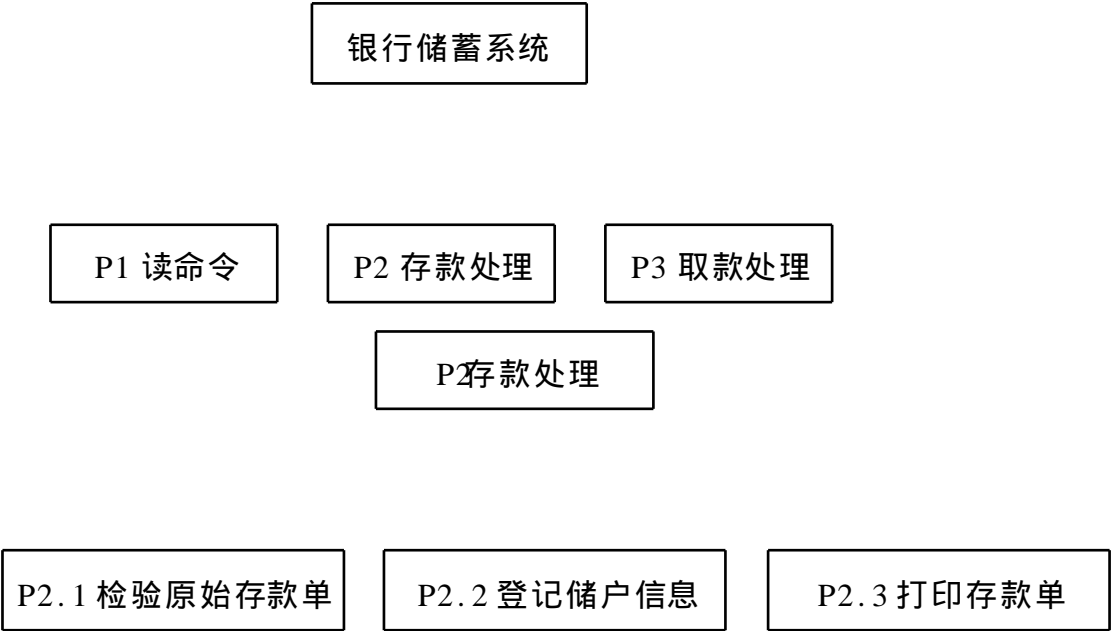 银行储蓄系统
P1 读命令
P2 存款处理
P3 取款处理
P2存款处理
P2.1检验原始存款单
P2.2登记储户信息
P2.3打印存款单